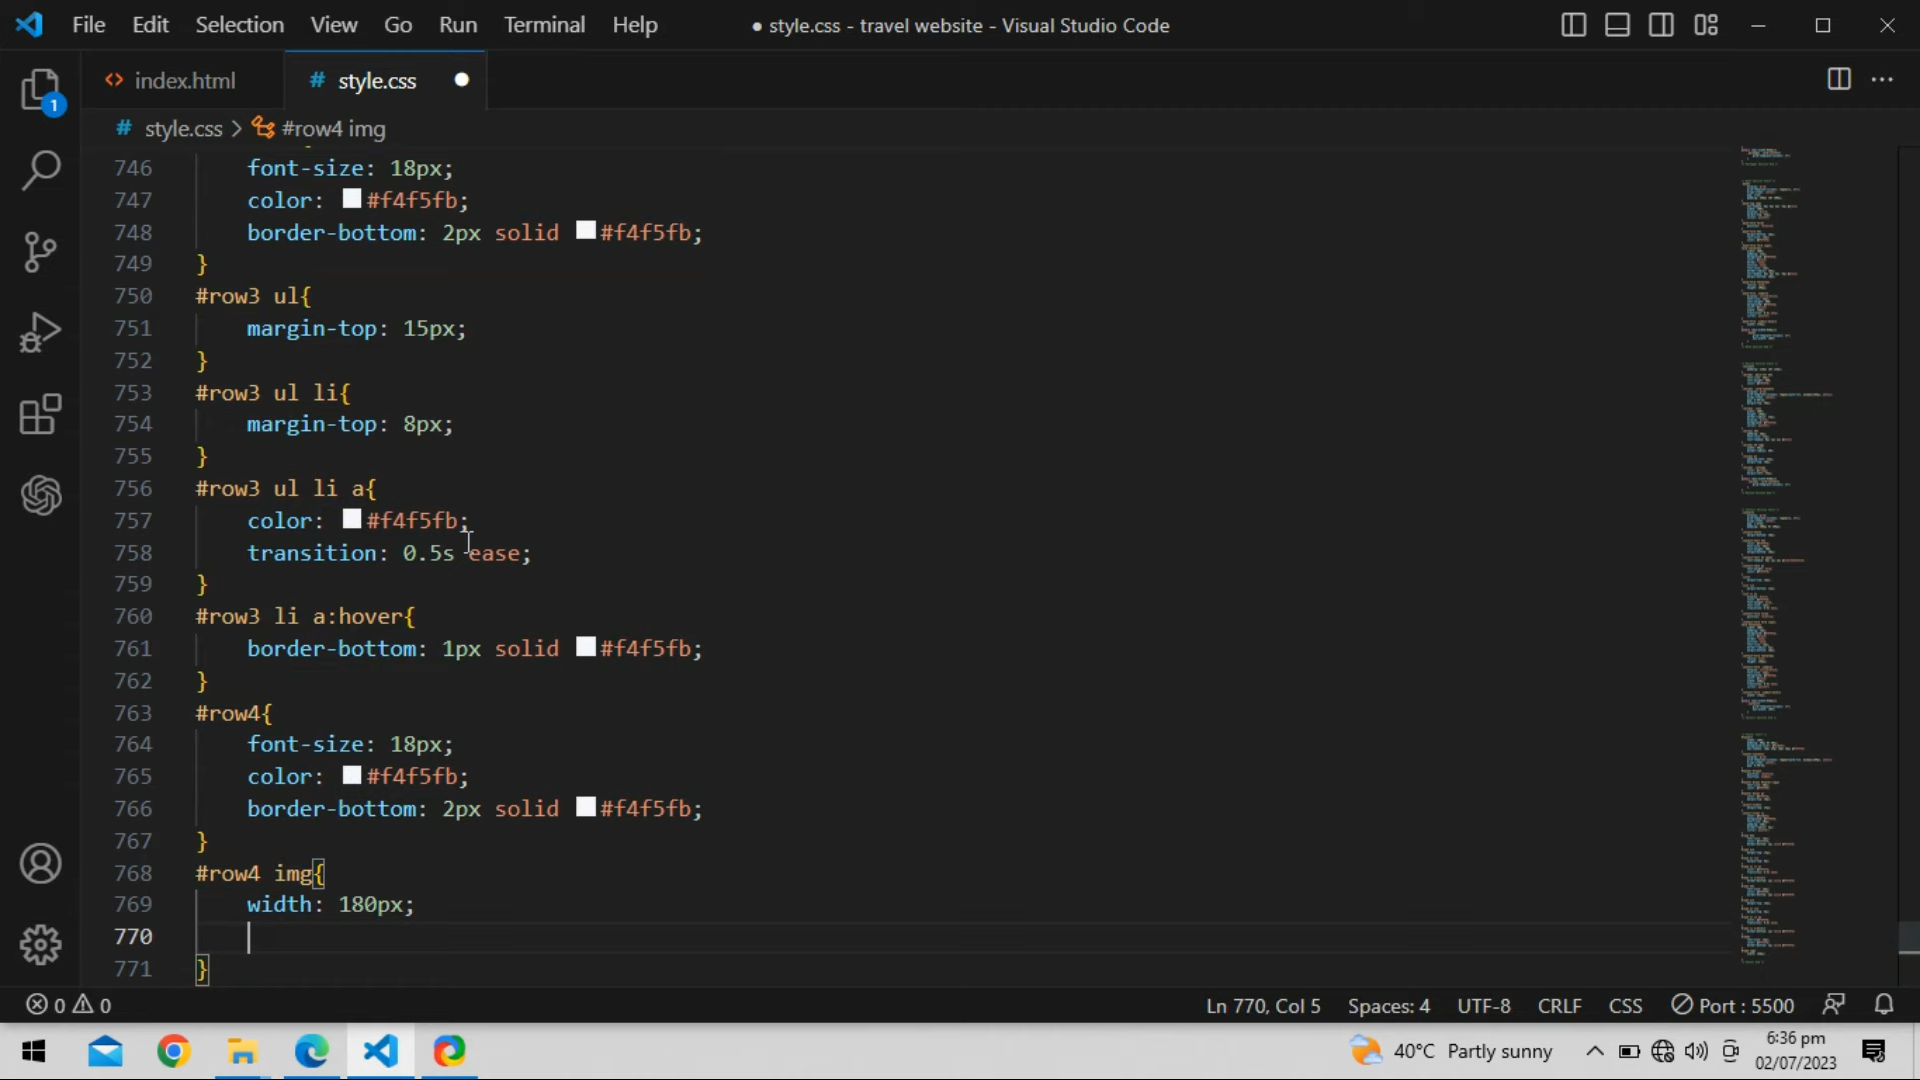 File Edit Selection View Go Run Terminal Help ● style.css - travel website - Visual Studio Code
<> index.html # style.css ●
# style.css > #row4 img
746 font-size: 18px;
747 color: #f4f5fb;
748 border-bottom: 2px solid #f4f5fb;
749 }
750 #row3 ul{
751 margin-top: 15px;
752 }
753 #row3 ul li{
754 margin-top: 8px;
755 }
756 #row3 ul li a{
757 color: #f4f5fb;
758 transition: 0.5s ease;
759 }
760 #row3 li a:hover{
761 border-bottom: 1px solid #f4f5fb;
762 }
763 #row4{
764 font-size: 18px;
765 color: #f4f5fb;
766 border-bottom: 2px solid #f4f5fb;
767 }
768 #row4 img{
769 width: 180px;
770
771 }
1
0 0 Ln 770, Col 5 Spaces: 4 UTF-8 CRLF CSS Port : 5500
40°C Partly sunny 6:36 pm
02/07/2023